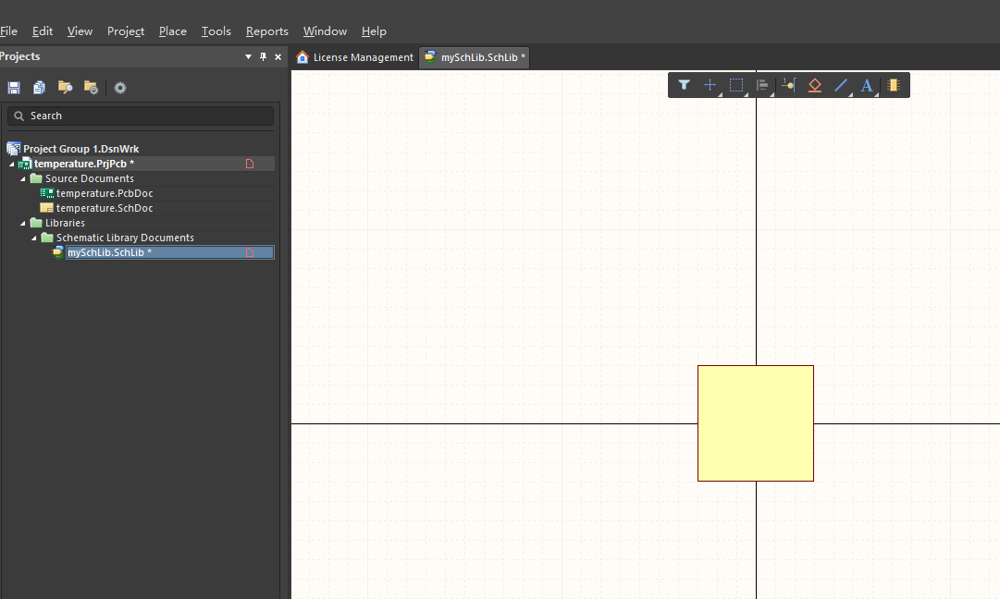 File Edit View Project Place Tools Reports Window Help
Projects
License Management
mySchLib.SchLib *
A
Search
Project Group 1.DsnWrk
temperature.PrjPcb *
Source Documents
temperature.PcbDoc
temperature.SchDoc
Libraries
Schematic Library Documents
mySchLib.SchLib *